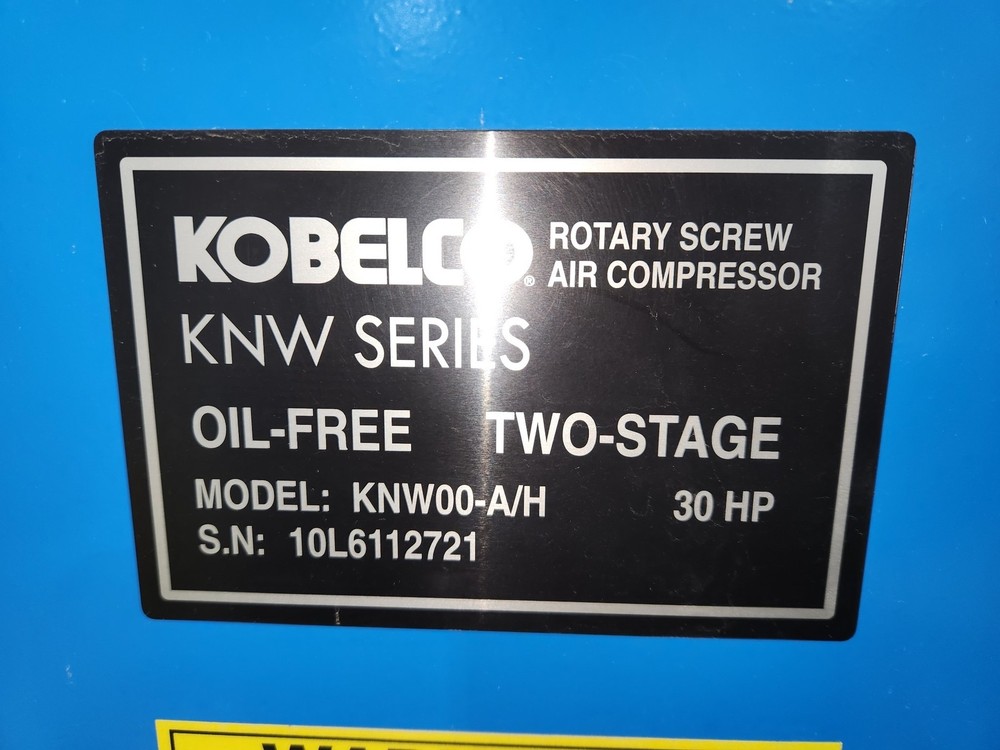 KOBELCO® ROTARY SCREW
AIR COMPRESSOR
KNW SERIES
OIL-FREE TWO-STAGE
MODEL: KNW00-A/H 30 HP
S.N: 10L6112721